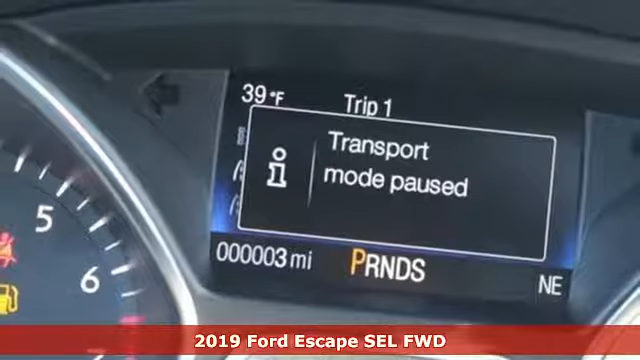 39°F
Trip 1
Transport
mode paused
5
6
000003 mi
PRNDS
NE
2019 Ford Escape SEL FWD